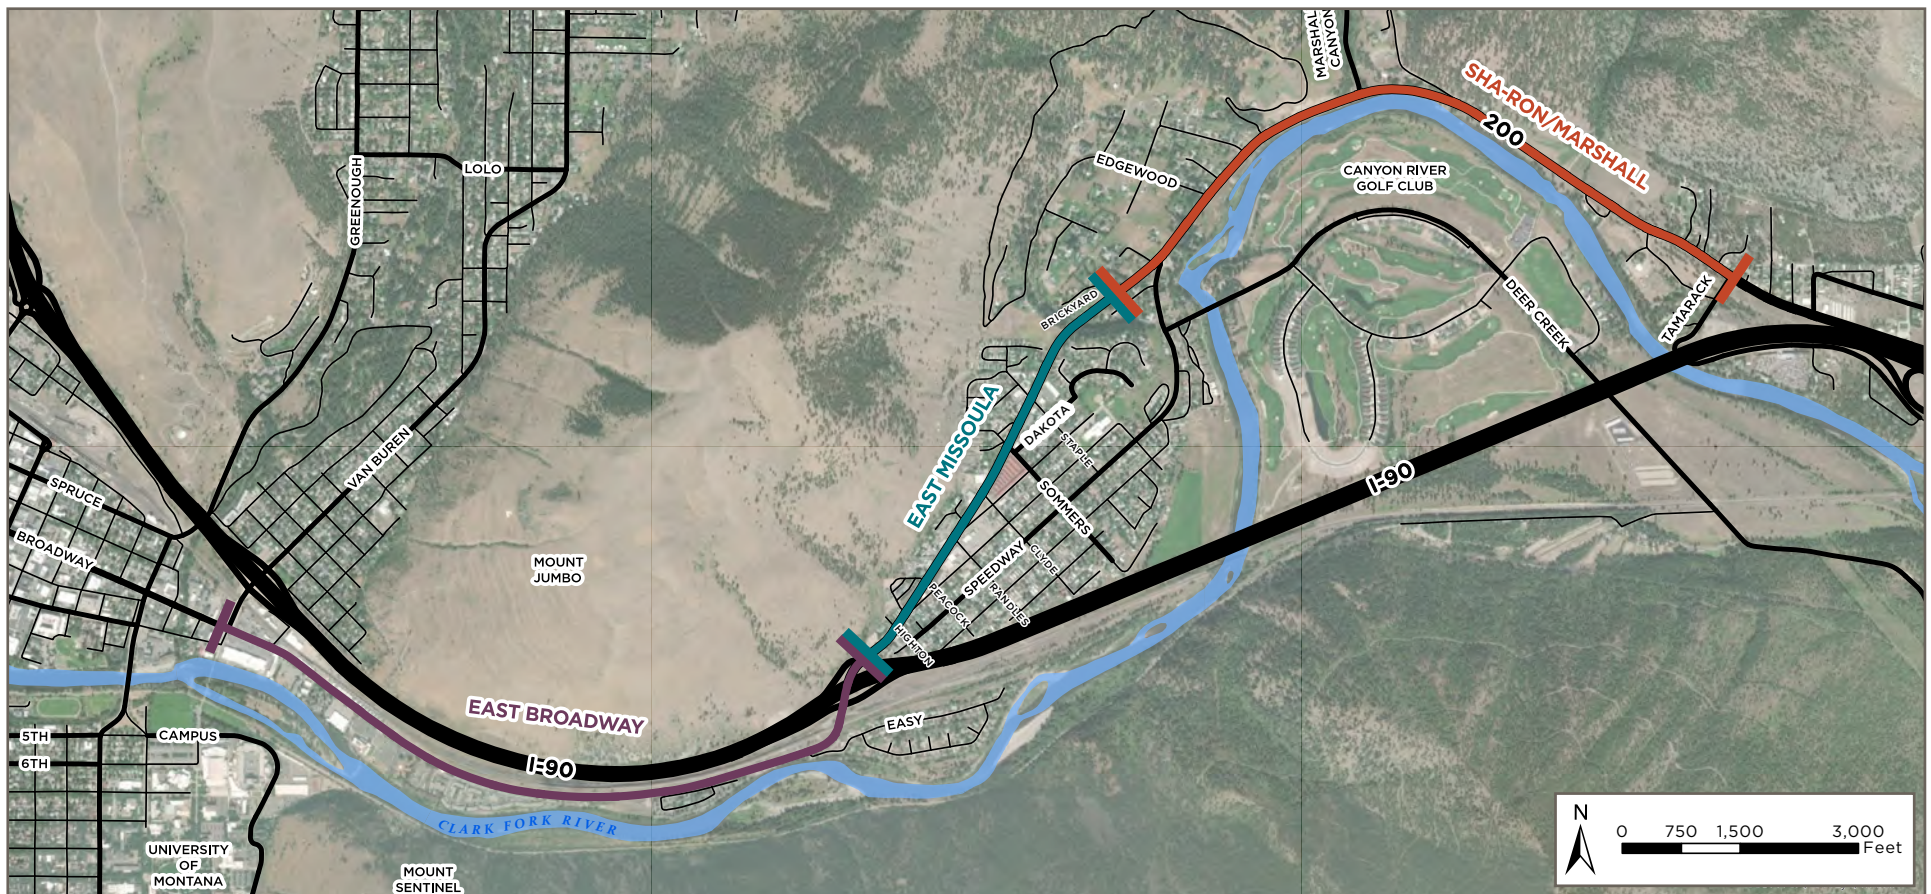 MARSHAL
CANYON
SHA-RON/MARSHALL
200
GREENOUGH
LOLO
EDGEWOOD
CANYON RIVER
GOLF CLUB
BRICKYARD
DEER CREEK
TAMARACK
EAST MISSOULA
DAKOTA
STAPLE
VAN BUREN
SPRUCE
I-90
SOMMERS
BROADWAY
MOUNT
JUMBO
SPEEDWAY
CLYDE
PEACOCK
RANDLES
HIGHTON
EAST BROADWAY
EASY
5TH
CAMPUS
6TH
I-90
CLARK FORK RIVER
UNIVERSITY
OF
MONTANA
MOUNT
SENTINEL
N
0 750 1,500 3,000
Feet